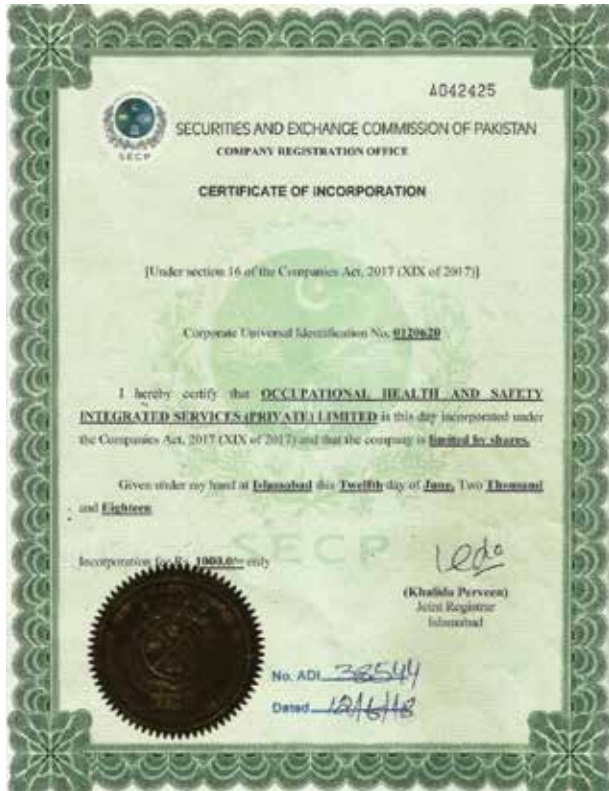 A042425
SECURITIES AND EXCHANGE COMMISSION OF PAKISTAN
SECP
COMPANY REGISTRATION OFFICE
CERTIFICATE OF INCORPORATION
[Under section 16 of the Companies Act, 2017 (XIX of 2017)]
Corporate Universal Identification No. 0120620
I hereby certify that OCCUPATIONAL HEALTH AND SAFETY
INTEGRATED SERVICES (PRIVATE) LIMITED is this day incorporated under
the Companies Act, 2017 (XIX of 2017) and that the company is limited by shares.
Given under my hand at Islamabad this Twelfth day of June, Two Thousand
and Eighteen
SECP
Incorporation fee Rs. 1000.0/= only
(Khalida Perveen)
Joint Registrar
Islamabad
No. ADI 38544
Dated 12/6/18